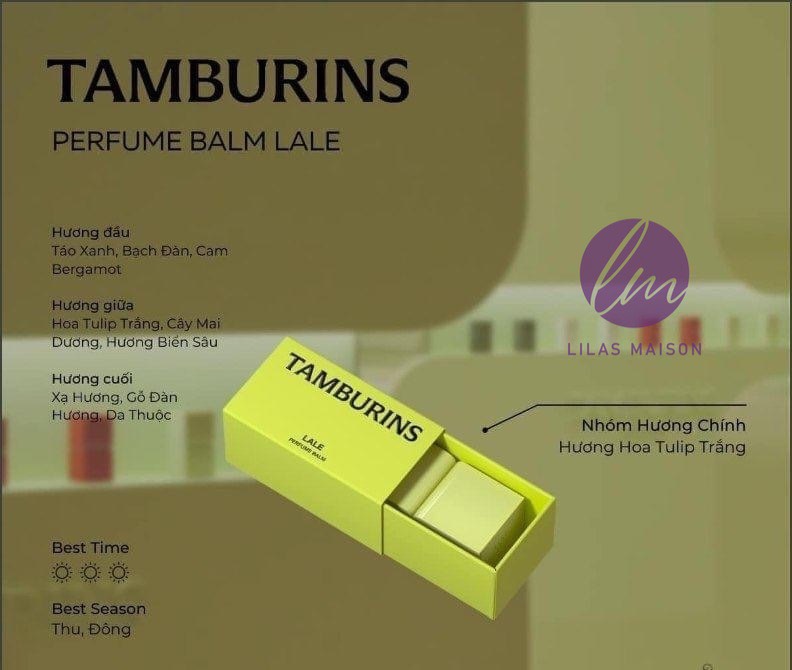 TAMBURINS
PERFUME BALM LALE
Hương đầu
Táo Xanh, Bạch Đàn, Cam
Bergamot
Hương giữa
Hoa Tulip Trắng, Cây Mai
Dương, Hương Biển Sâu
Hương cuối
Xạ Hương, Gỗ Đàn
Hương, Da Thuộc
lm
LILAS MAISON
TAMBURINS
LALE
PERFUME BALM
Nhóm Hương Chính
Hương Hoa Tulip Trắng
Best Time
Best Season
Thu, Đông